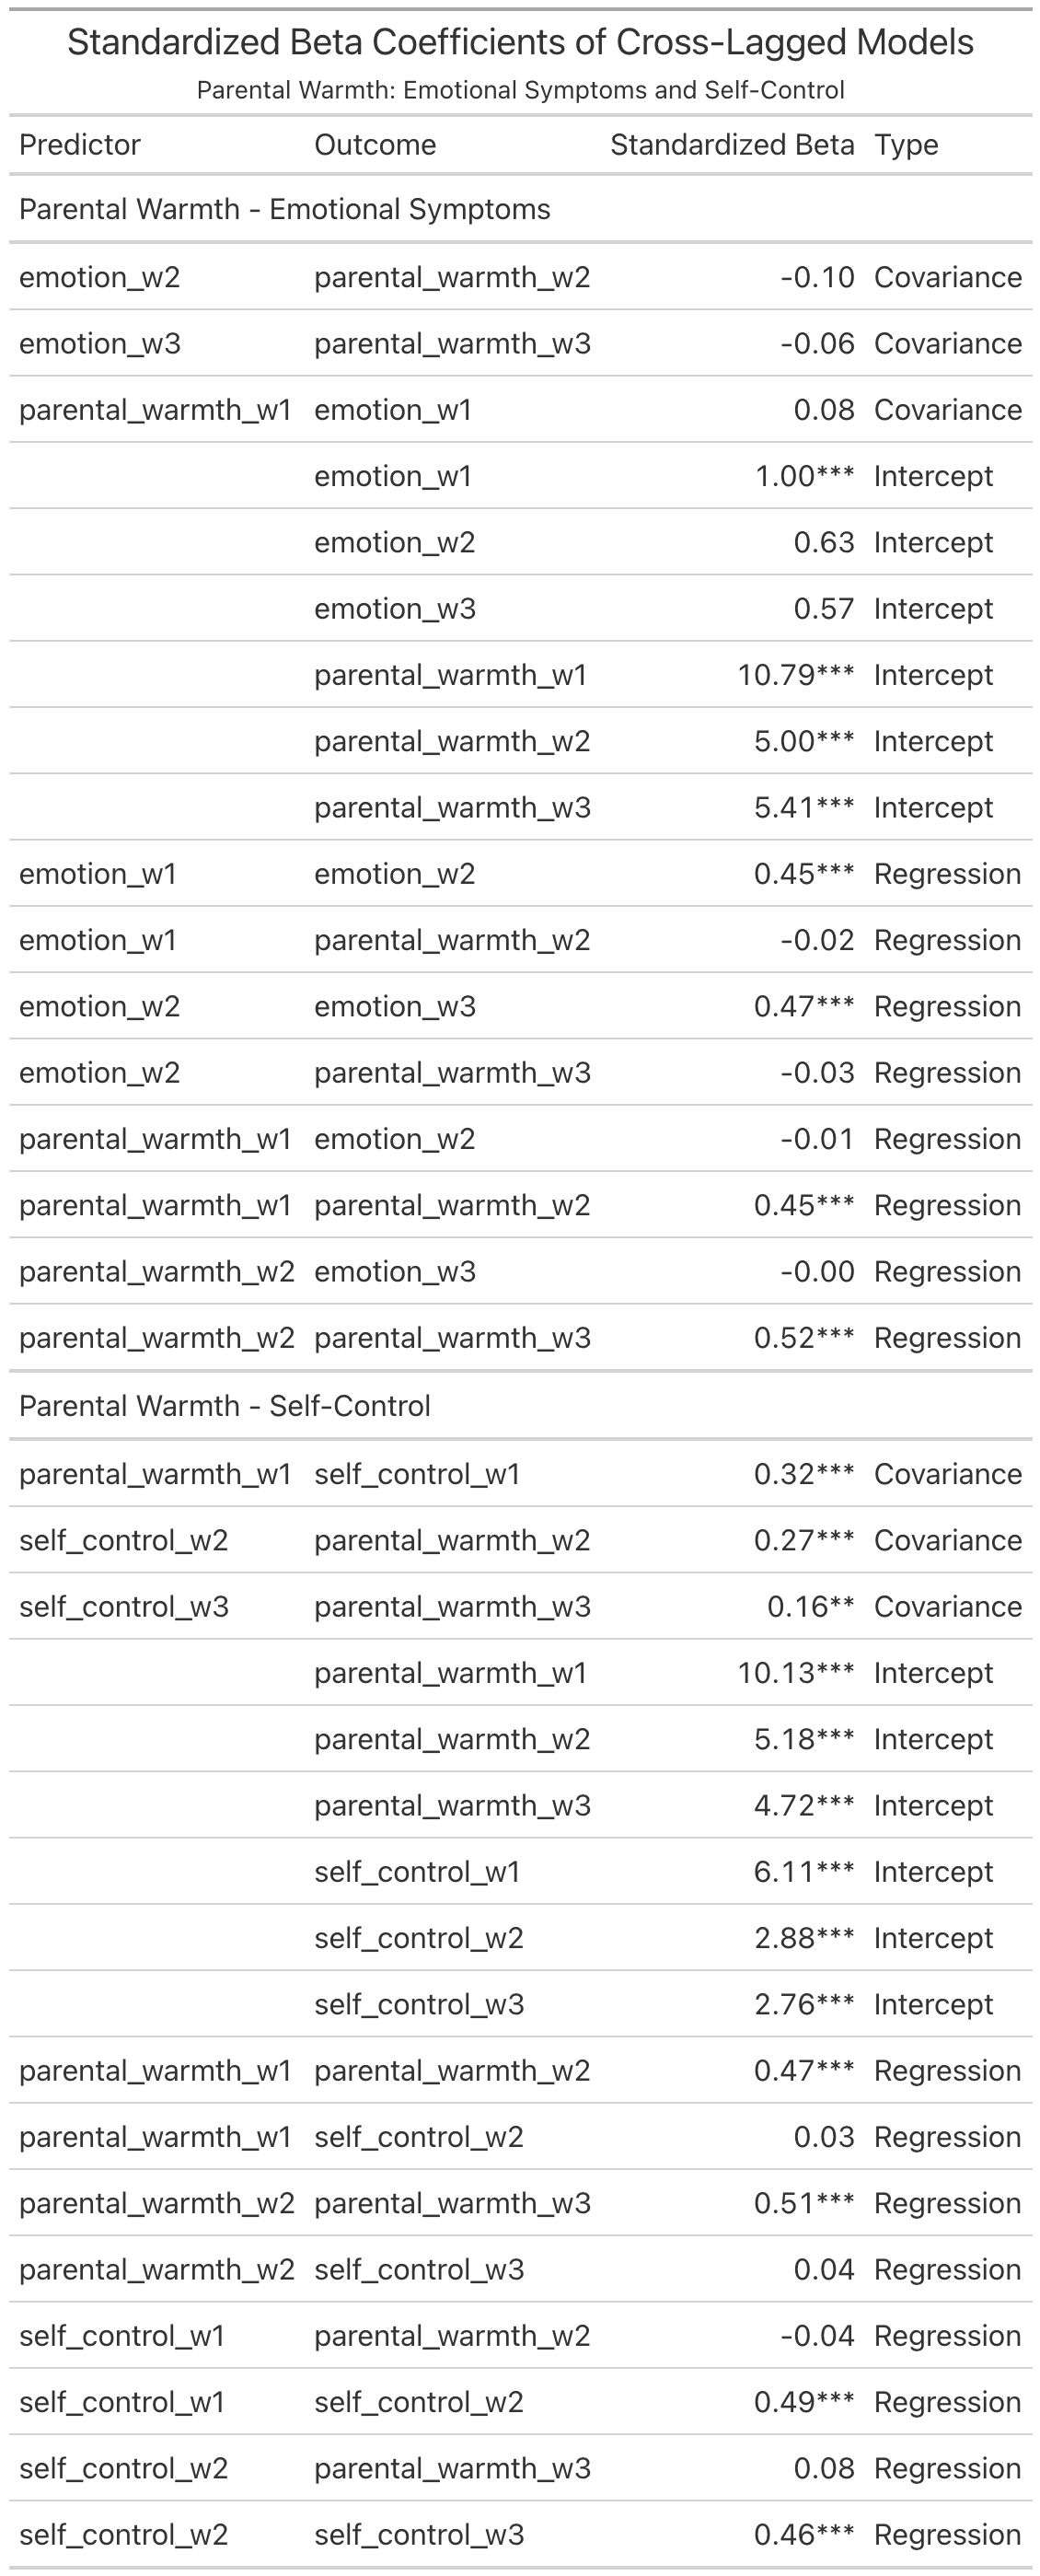 Standardized Beta Coefficients of Cross-Lagged Models
Parental Warmth: Emotional Symptoms and Self-Control
Predictor Outcome Standardized Beta Type
Parental Warmth - Emotional Symptoms
emotion_w2 parental_warmth_w2 -0.10 Covariance
emotion_w3 parental_warmth_w3 -0.06 Covariance
parental_warmth_w1 emotion_w1 0.08 Covariance
emotion_w1 1.00*** Intercept
emotion_w2 0.63 Intercept
emotion_w3 0.57 Intercept
parental_warmth_w1 10.79*** Intercept
parental_warmth_w2 5.00*** Intercept
parental_warmth_w3 5.41*** Intercept
emotion_w1 emotion_w2 0.45*** Regression
emotion_w1 parental_warmth_w2 -0.02 Regression
emotion_w2 emotion_w3 0.47*** Regression
emotion_w2 parental_warmth_w3 -0.03 Regression
parental_warmth_w1 emotion_w2 -0.01 Regression
parental_warmth_w1 parental_warmth_w2 0.45*** Regression
parental_warmth_w2 emotion_w3 -0.00 Regression
parental_warmth_w2 parental_warmth_w3 0.52*** Regression
Parental Warmth - Self-Control
parental_warmth_w1 self_control_w1 0.32*** Covariance
self_control_w2 parental_warmth_w2 0.27*** Covariance
self_control_w3 parental_warmth_w3 0.16** Covariance
parental_warmth_w1 10.13*** Intercept
parental_warmth_w2 5.18*** Intercept
parental_warmth_w3 4.72*** Intercept
self_control_w1 6.11*** Intercept
self_control_w2 2.88*** Intercept
self_control_w3 2.76*** Intercept
parental_warmth_w1 parental_warmth_w2 0.47*** Regression
parental_warmth_w1 self_control_w2 0.03 Regression
parental_warmth_w2 parental_warmth_w3 0.51*** Regression
parental_warmth_w2 self_control_w3 0.04 Regression
self_control_w1 parental_warmth_w2 -0.04 Regression
self_control_w1 self_control_w2 0.49*** Regression
self_control_w2 parental_warmth_w3 0.08 Regression
self_control_w2 self_control_w3 0.46*** Regression